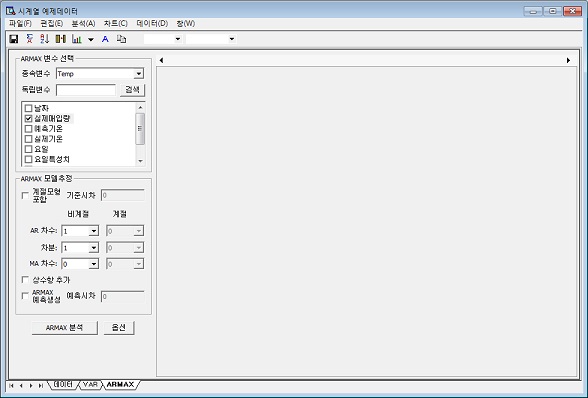 시계열 예제데이터
파일(F) 편집(E) 분석(A) 차트(C) 데이터(D) 창(W)
ARMAX 변수 선택
종속변수 Temp
독립변수 검색
날짜
실제매입량
예측기온
실제기온
요일
요일특성치
ARMAX 모델추정
계절모형 포함 기준시차 0
비계절 계절
AR 차수: 1 0
차분: 1 0
MA 차수: 0 0
상수항 추가
ARMAX 예측생성 예측시차 0
ARMAX 분석 옵션
데이터 VAR ARMAX